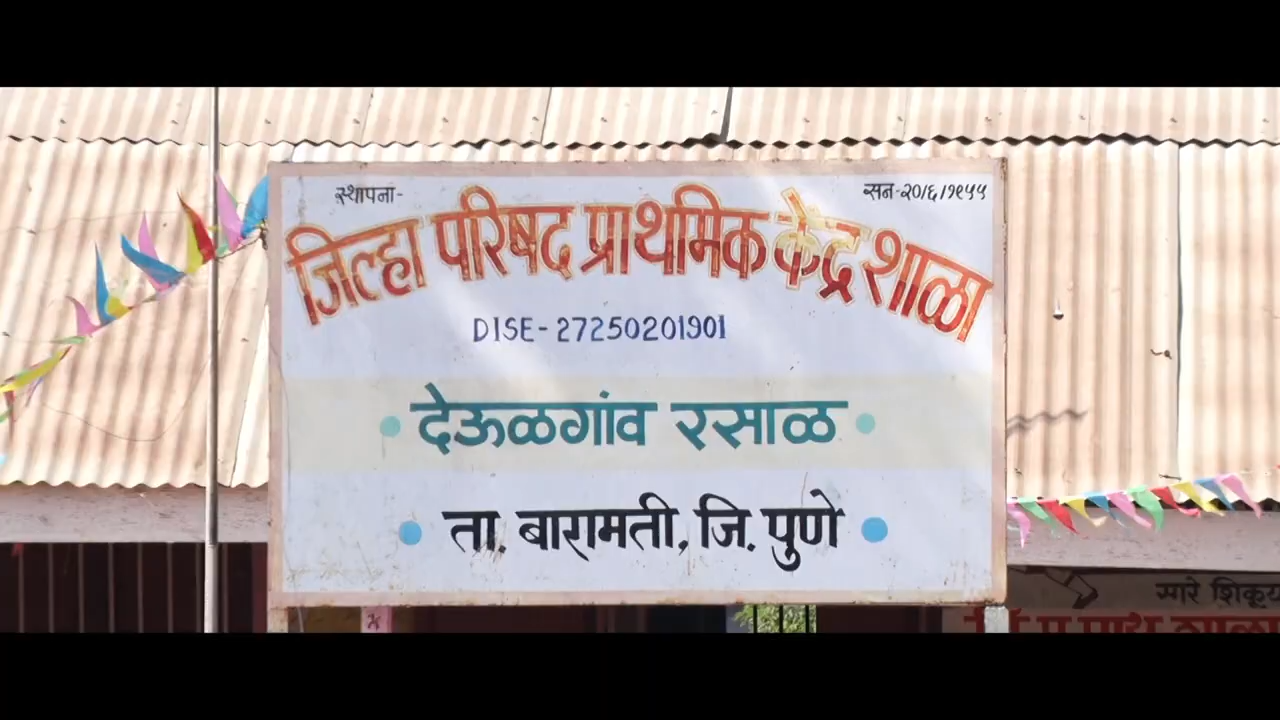 स्थापना- सन-२०/६/१९५५
जिल्हा परिषद प्राथमिक केंद्र शाळा
DISE-27250201901
देऊळगांव रसाळ
ता. बारामती, जि. पुणे
सारे शिकूया